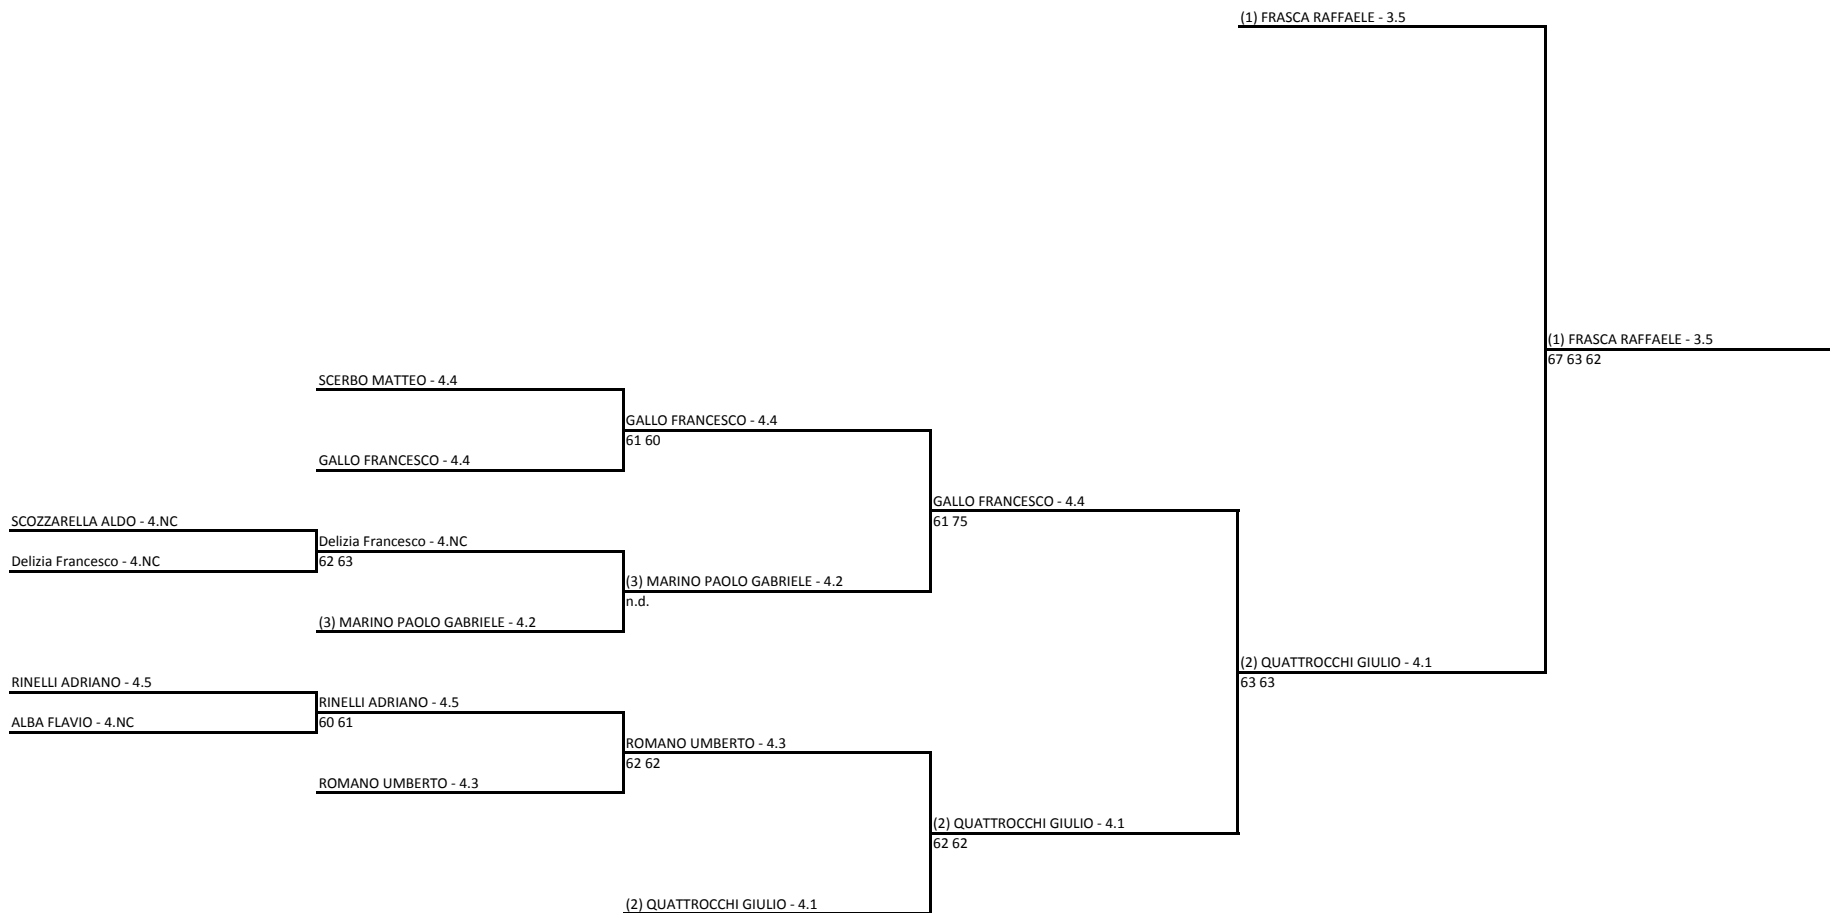 (1) FRASCA RAFFAELE - 3.5
(1) FRASCA RAFFAELE - 3.5
67 63 62
SCERBO MATTEO - 4.4
GALLO FRANCESCO - 4.4
61 60
GALLO FRANCESCO - 4.4
GALLO FRANCESCO - 4.4
61 75
SCOZZARELLA ALDO - 4.NC
Delizia Francesco - 4.NC
62 63
Delizia Francesco - 4.NC
(3) MARINO PAOLO GABRIELE - 4.2
n.d.
(3) MARINO PAOLO GABRIELE - 4.2
(2) QUATTROCCHI GIULIO - 4.1
63 63
RINELLI ADRIANO - 4.5
RINELLI ADRIANO - 4.5
60 61
ALBA FLAVIO - 4.NC
ROMANO UMBERTO - 4.3
62 62
ROMANO UMBERTO - 4.3
(2) QUATTROCCHI GIULIO - 4.1
62 62
(2) QUATTROCCHI GIULIO - 4.1